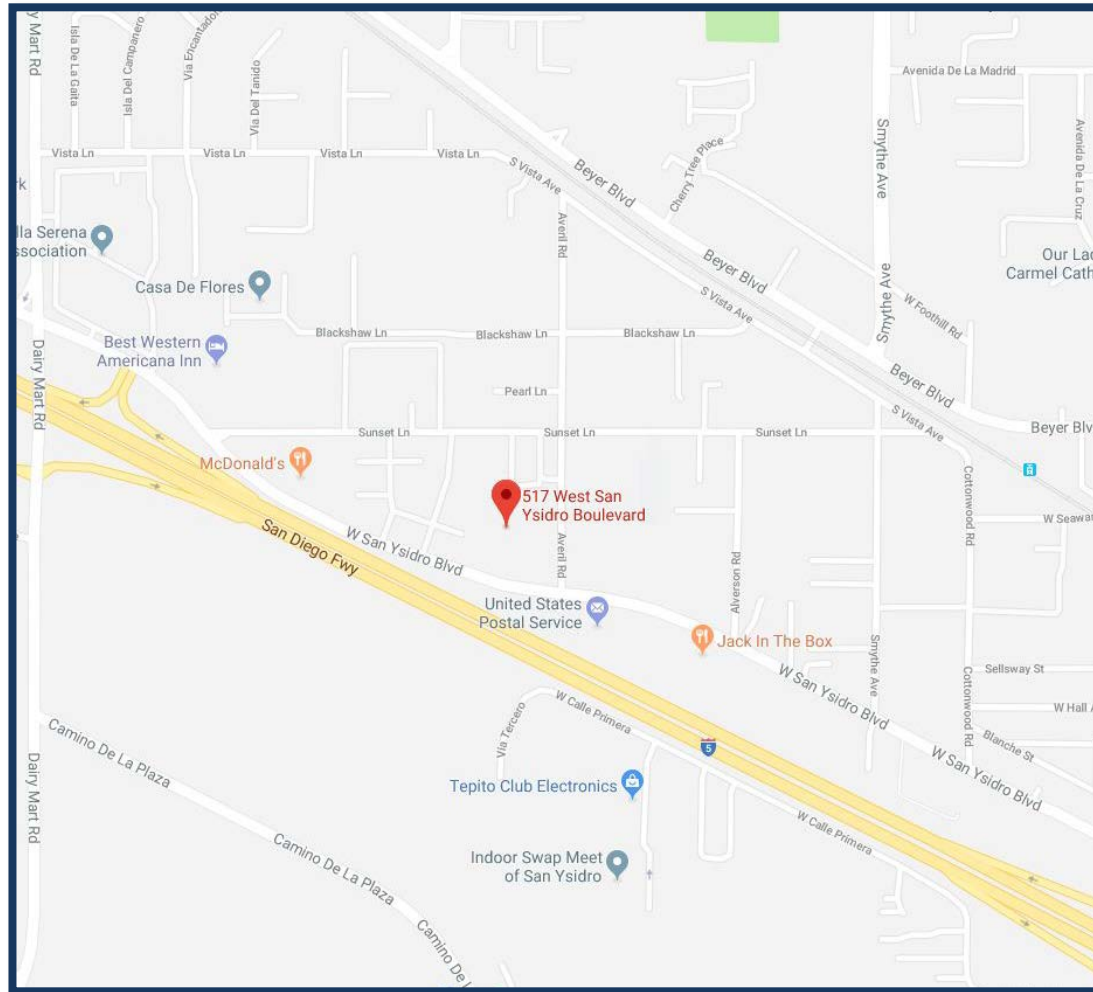 Mart Rd
Isla De La Gaita
Isla Del Campanero
Via Encantador
Via Del Tanido
Avenida De La Madrid
Smythe Ave
Avenida De La Cruz
Vista Ln
Vista Ln
Vista Ln
Vista Ln
S Vista Ave
Beyer Blvd
Cherry Tree Place
Averil Rd
lla Serena
ssociation
Casa De Flores
Beyer Blvd
S Vista Ave
Smythe Ave
W Foothill Rd
Our Lad
Carmel Cath
Blackshaw Ln
Blackshaw Ln
Blackshaw Ln
Best Western
Americana Inn
Dairy Mart Rd
Beyer Blvd
Pearl Ln
S Vista Ave
Beyer Blv
Sunset Ln
Sunset Ln
Sunset Ln
McDonald's
517 West San
Ysidro Boulevard
Cottonwood Rd
W Seawar
San Diego Fwy
W San Ysidro Blvd
Averil Rd
Alverson Rd
United States
Postal Service
Jack In The Box
Smythe Ave
Sellsway St
W San Ysidro Blvd
Cottonwood Rd
W Hall A
Blanche St
Via Tercero
W Calle Primera
5
W San Ysidro Blvd
Camino De La Plaza
Dairy Mart Rd
Tepito Club Electronics
W Calle Primera
Camino De La Plaza
Indoor Swap Meet
of San Ysidro
Camino De L